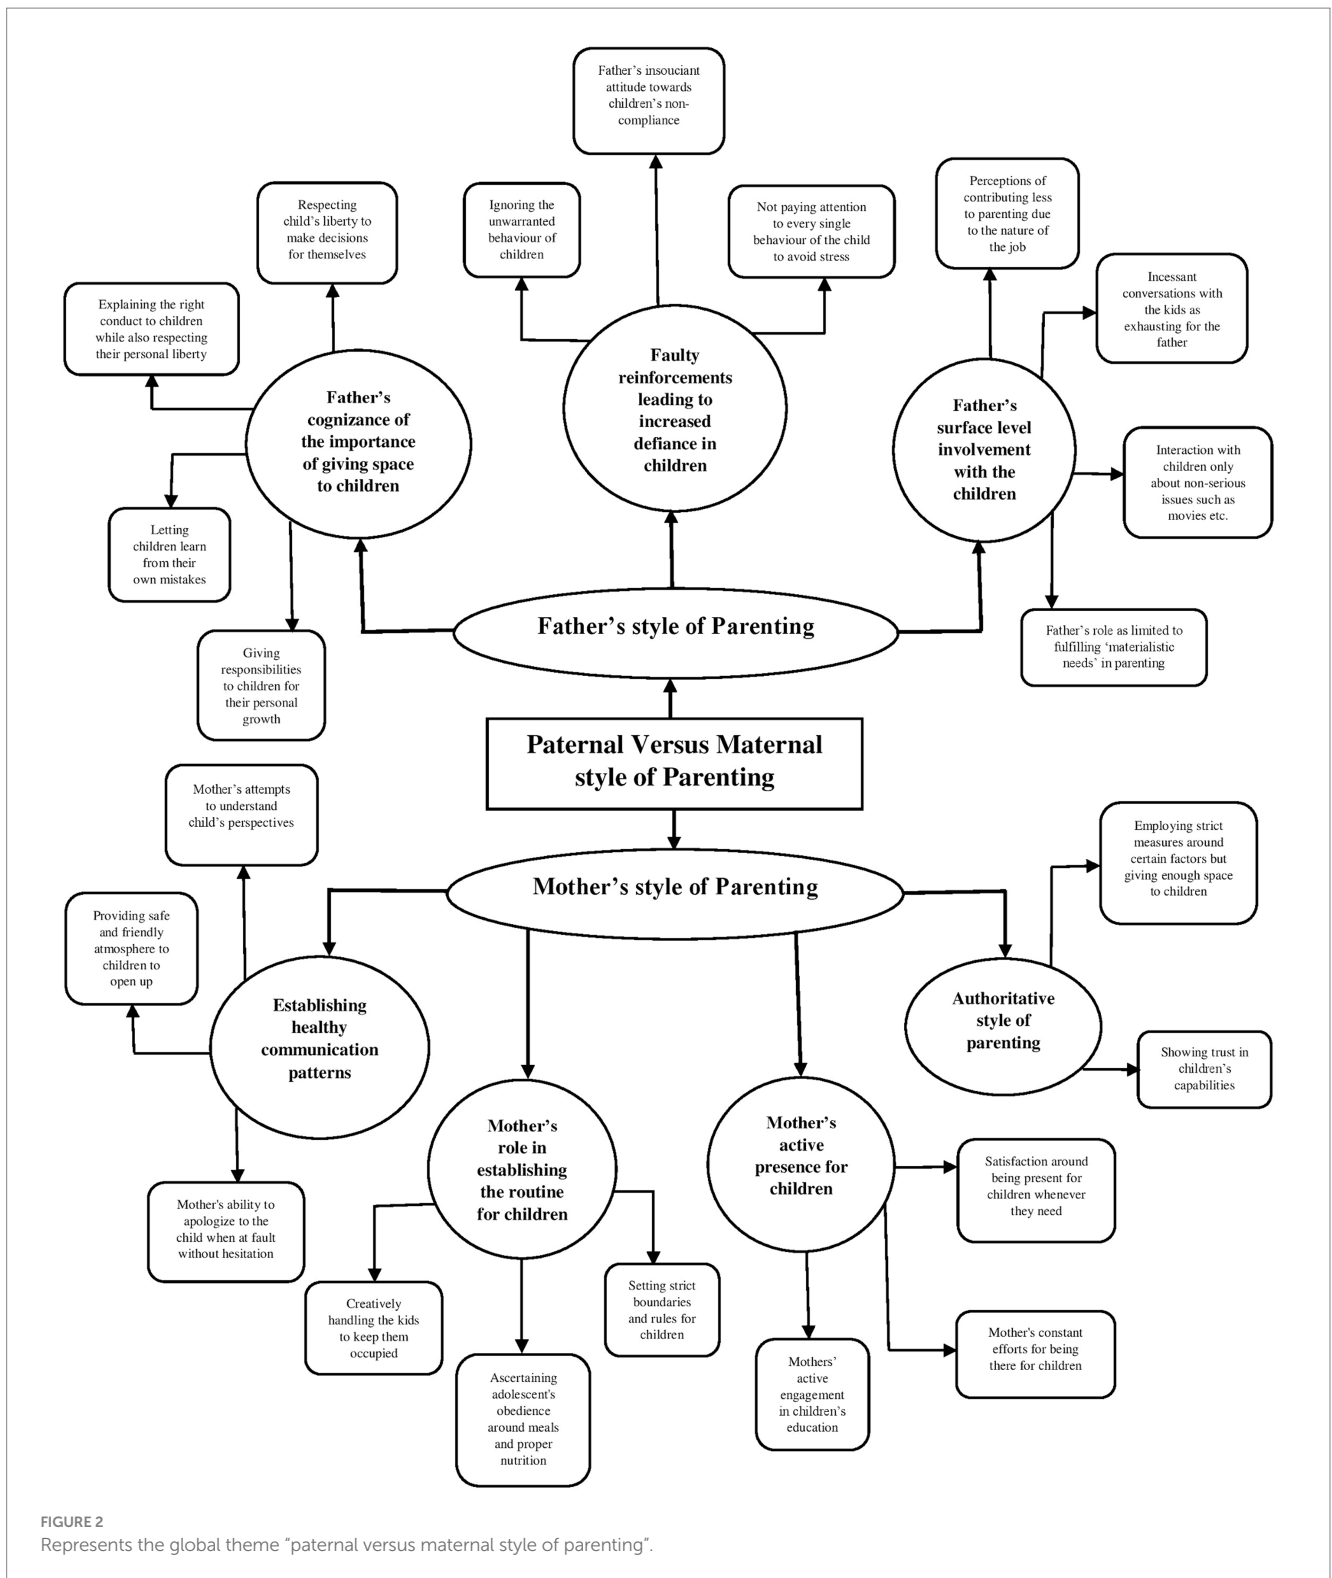 Father’s insouciant
attitude towards
children’s non-
compliance
Respecting
child’s liberty to
make decisions
for themselves
Ignoring the
unwarranted
behaviour of
children
Not paying attention
to every single
behaviour of the child
to avoid stress
Perceptions of
contributing less
to parenting due
to the nature of
the job
Explaining the right
conduct to children
while also respecting
their personal liberty
Incessant
conversations with
the kids as
exhausting for the
father
Father’s
cognizance of
the importance
of giving space
to children
Faulty
reinforcements
leading to
increased
defiance in
children
Father’s
surface level
involvement
with the
children
Interaction with
children only
about non-serious
issues such as
movies etc.
Letting
children learn
from their
own mistakes
Giving
responsibilities
to children for
their personal
growth
Father’s style of Parenting
Father’s role as limited to
fulfilling ‘materialistic
needs’ in parenting
Paternal Versus Maternal
style of Parenting
Mother’s attempts
to understand
child’s perspectives
Mother’s style of Parenting
Employing strict
measures around
certain factors but
giving enough space
to children
Providing safe
and friendly
atmosphere to
children to
open up
Establishing
healthy
communication
patterns
Authoritative
style of
parenting
Showing trust in
children’s
capabilities
Mother’s
role in
establishing
the routine
for children
Mother’s
active
presence for
children
Satisfaction around
being present for
children whenever
they need
Mother's ability to
apologize to the
child when at fault
without hesitation
Creatively
handling the kids
to keep them
occupied
Setting strict
boundaries
and rules for
children
Ascertaining
adolescent's
obedience
around meals
and proper
nutrition
Mothers’
active
engagement
in children’s
education
Mother's constant
efforts for being
there for children
FIGURE 2
Represents the global theme “paternal versus maternal style of parenting”.